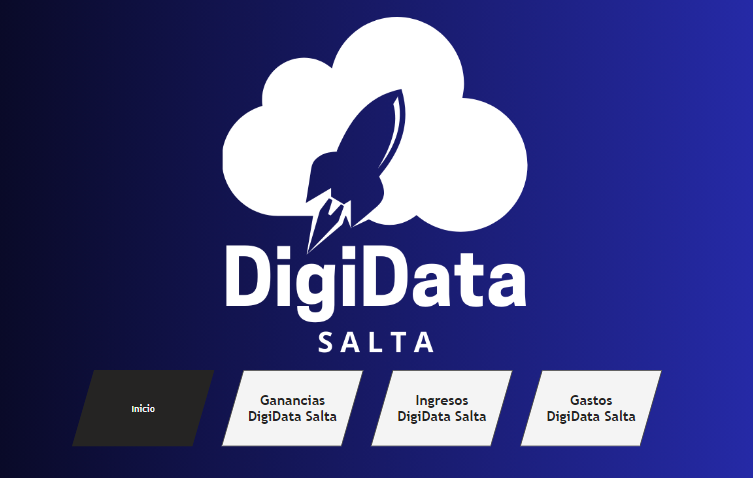 DigiData
SALTA
Inicio
Ganancias
DigiData Salta
Ingresos
DigiData Salta
Gastos
DigiData Salta